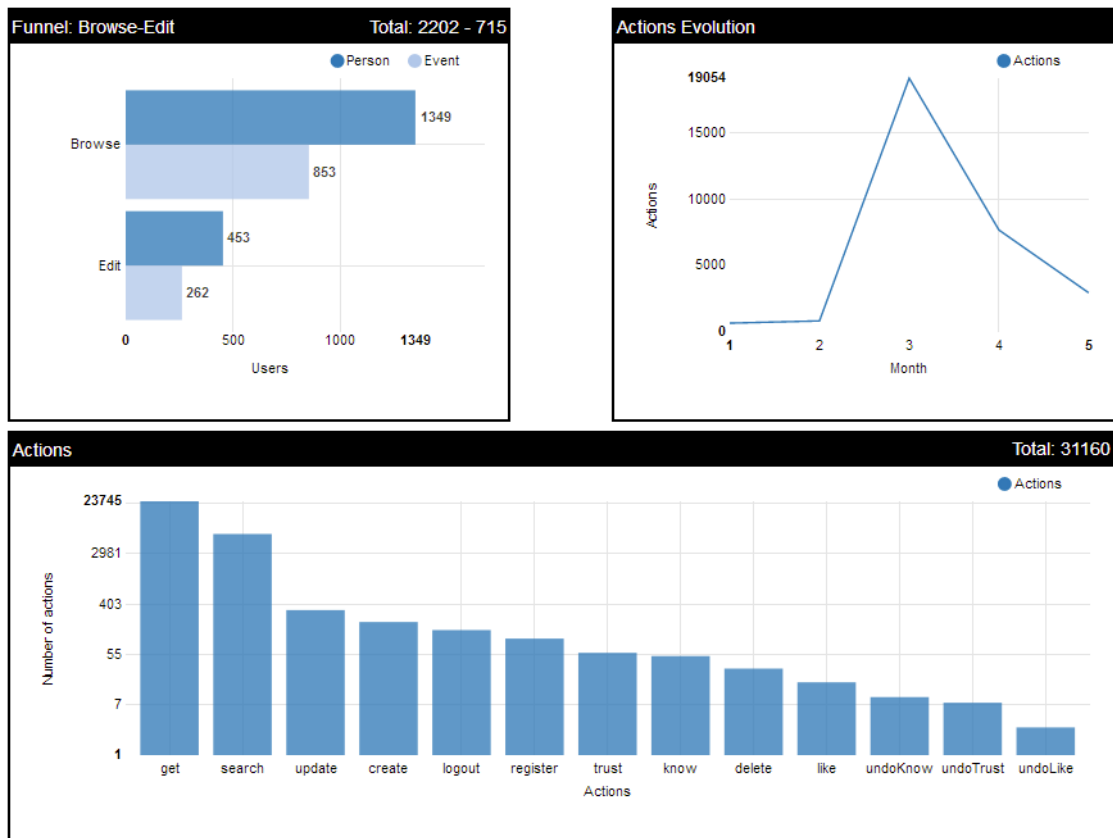 Funnel: Browse-Edit Total: 2202 - 715
Person Event
1349
Browse
853
453
Edit
262
0 500 1000 1349
Users
Actions Evolution
Actions
19054
15000
10000
5000
0
Actions
1 2 3 4 5
Month
Actions Total: 31160
Actions
23745
2981
403
55
7
1
Number of actions
get search update create logout register trust know delete like undoKnow undoTrust undoLike
Actions